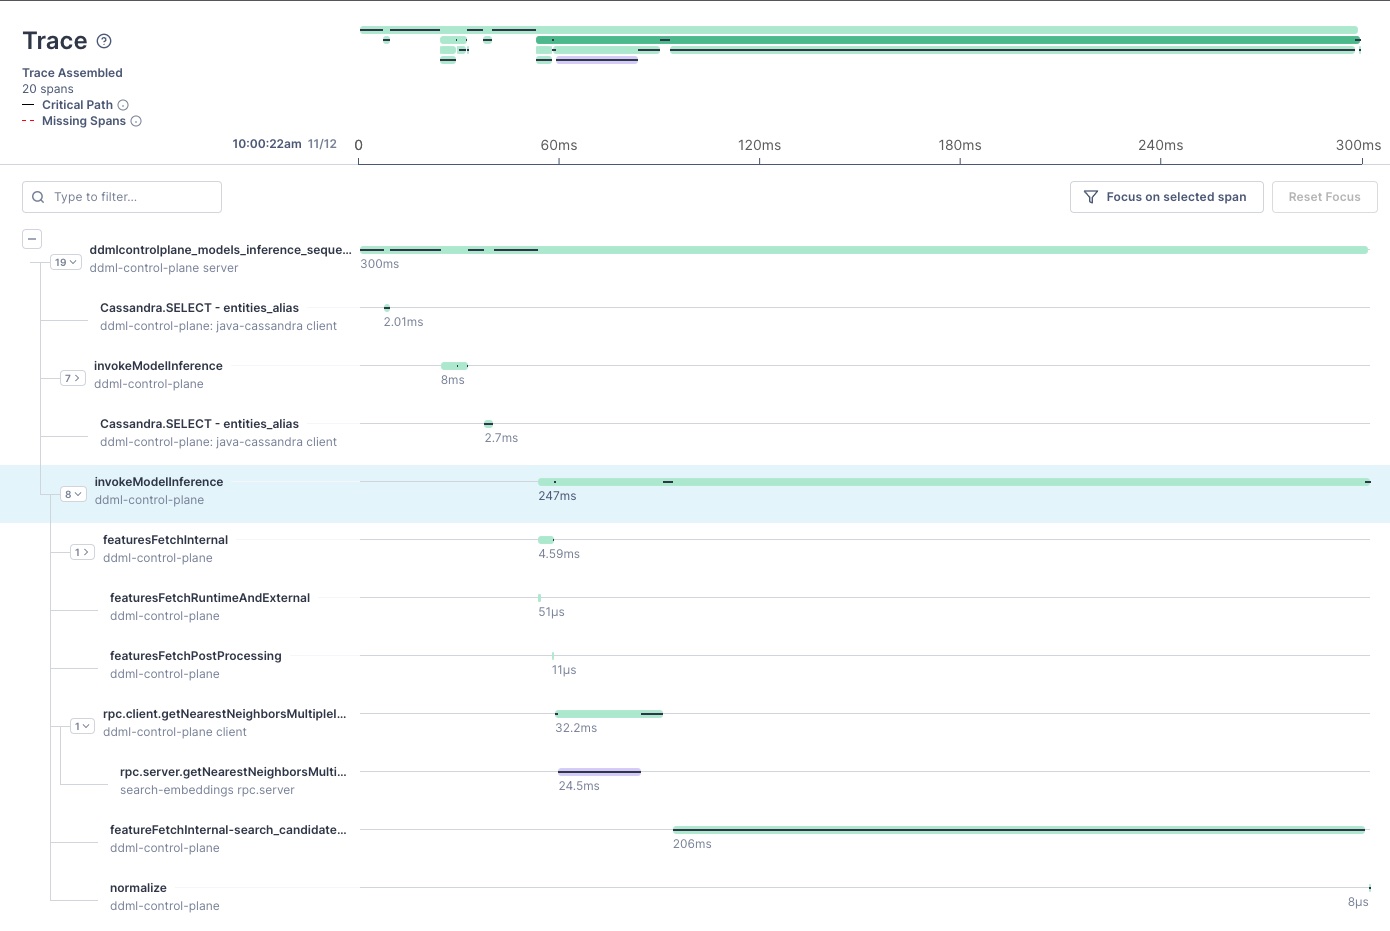 Trace
Trace Assembled
20 spans
Critical Path
Missing Spans
10:00:22am 11/12
0 60ms 120ms 180ms 240ms 300ms
Type to filter...
Focus on selected span
Reset Focus
19
ddmlcontrolplane_models_inference_seque...
ddml-control-plane server
300ms
Cassandra.SELECT - entities_alias
ddml-control-plane: java-cassandra client
2.01ms
7
invokeModelInference
ddml-control-plane
8ms
Cassandra.SELECT - entities_alias
ddml-control-plane: java-cassandra client
2.7ms
8
invokeModelInference
ddml-control-plane
247ms
1
featuresFetchInternal
ddml-control-plane
4.59ms
featuresFetchRuntimeAndExternal
ddml-control-plane
51µs
featuresFetchPostProcessing
ddml-control-plane
11µs
1
rpc.client.getNearestNeighborsMultipleI...
ddml-control-plane client
32.2ms
rpc.server.getNearestNeighborsMulti...
search-embeddings rpc.server
24.5ms
featureFetchInternal-search_candidate...
ddml-control-plane
206ms
normalize
ddml-control-plane
8µs